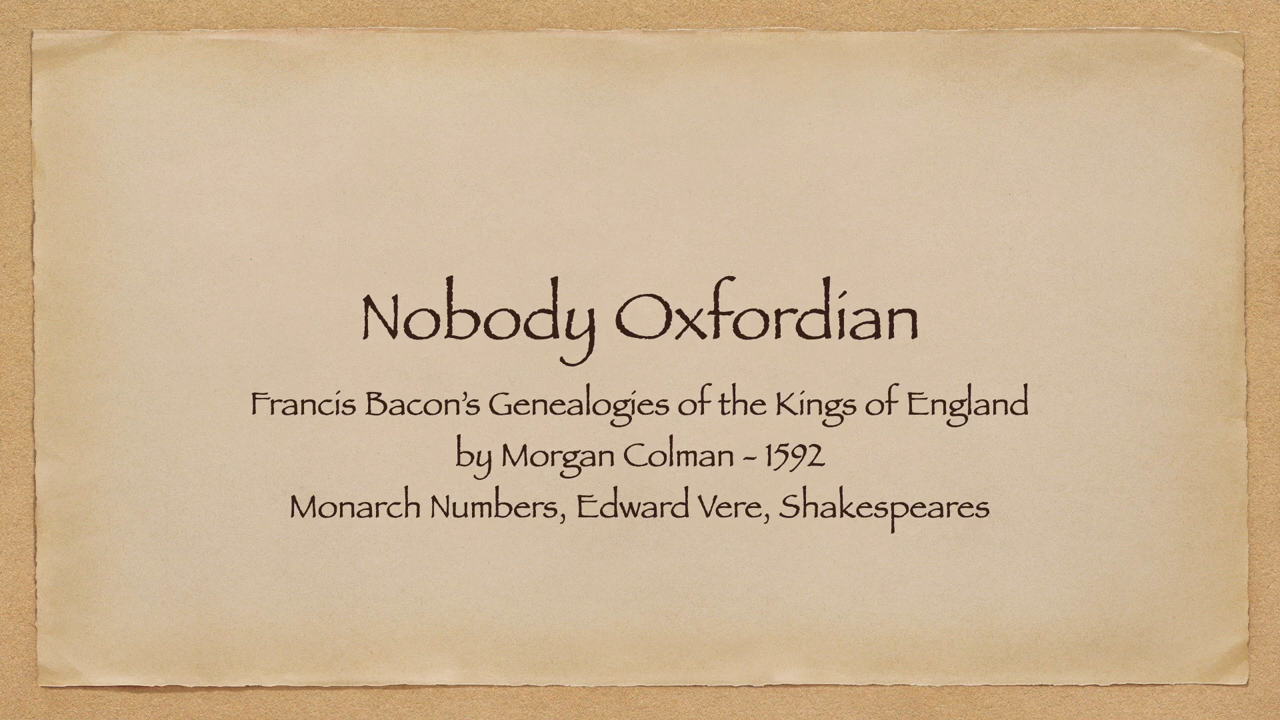 Nobody Oxfordian
Francis Bacon's Genealogies of the Kings of England
by Morgan Colman - 1592
Monarch Numbers, Edward Vere, Shakespeares